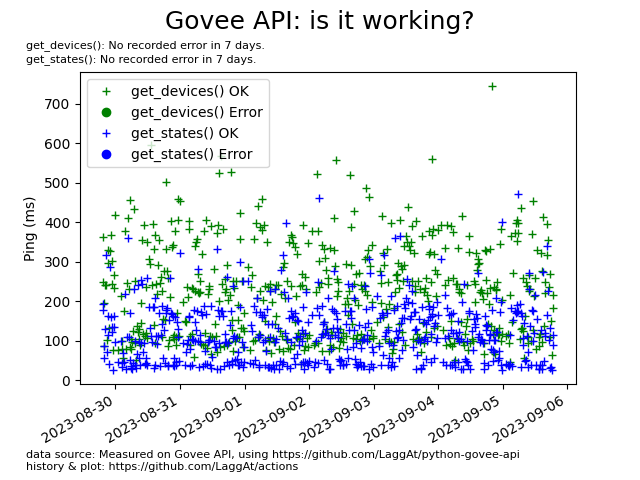 Govee API: is it working?
get_devices(): No recorded error in 7 days.
get_states(): No recorded error in 7 days.
get_devices() OK
get_devices() Error
get_states() OK
get_states() Error
Ping (ms)
700
600
500
400
300
200
100
0
2023-08-30
2023-08-31
2023-09-01
2023-09-02
2023-09-03
2023-09-04
2023-09-05
2023-09-06
data source: Measured on Govee API, using https://github.com/LaggAt/python-govee-api
history & plot: https://github.com/LaggAt/actions